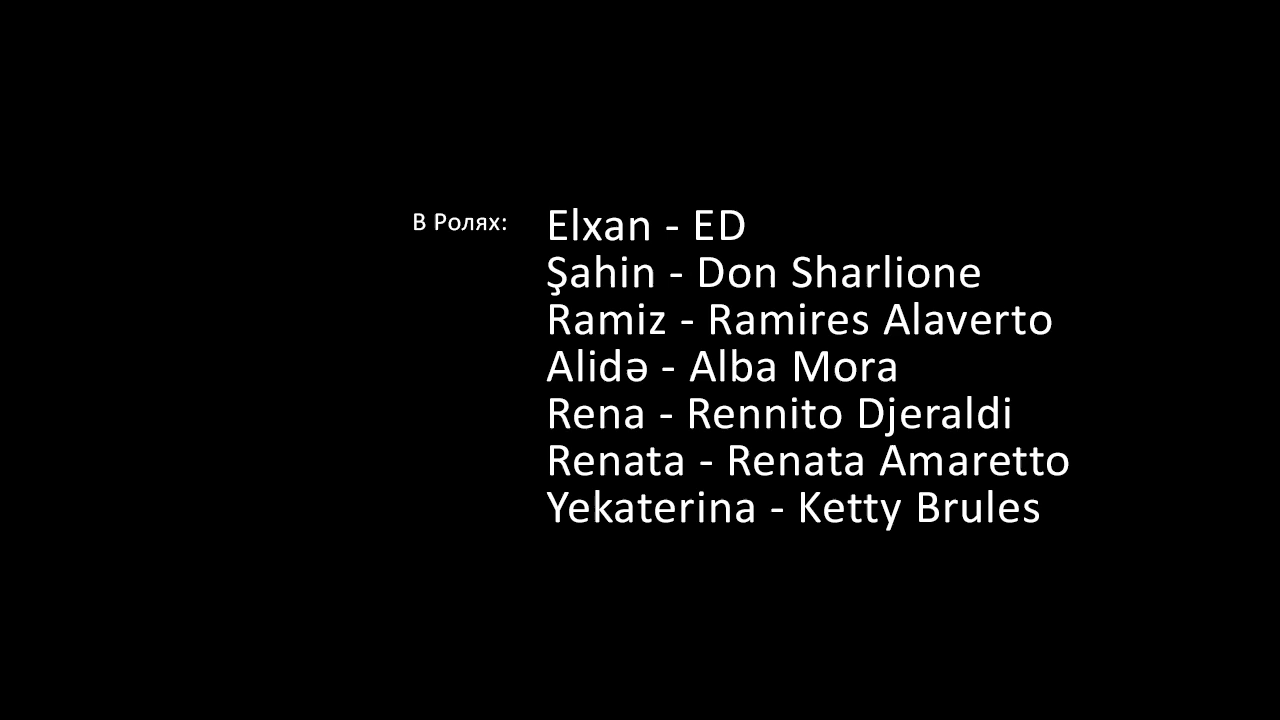 В Ролях:
Elxan - ED
Şahin - Don Sharlione
Ramiz - Ramires Alaverto
Alidə - Alba Mora
Rena - Rennito Djeraldi
Renata - Renata Amaretto
Yekaterina - Ketty Brules